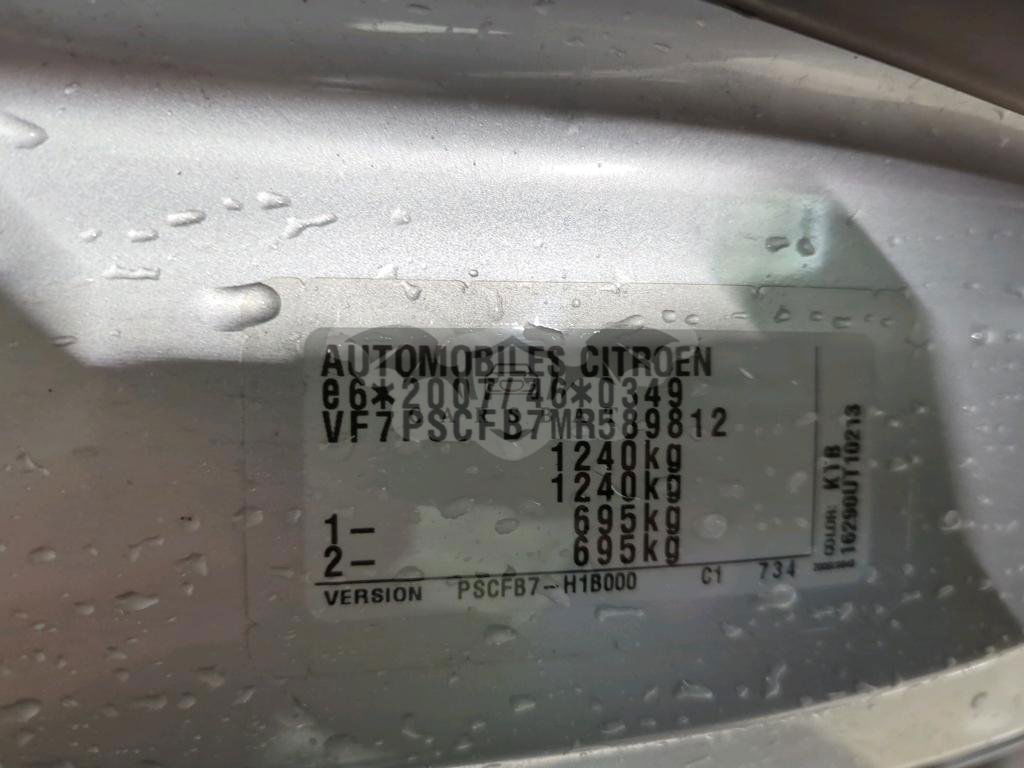 AUTOMOBILES CITROEN
e6*2007/46*0349
VF7PSCFB7MR589812
1240kg
1240kg
1- 695kg
2- 695kg
VERSION PSCFB7-H1B000 C1 734
COLOR: KTB
16290UT10213